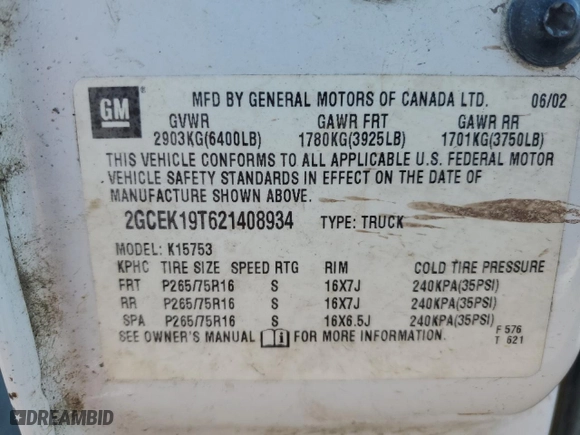 GM
MFD BY GENERAL MOTORS OF CANADA LTD. 06/02
GVWR GAWR FRT GAWR RR
2903KG(6400LB) 1780KG(3925LB) 1701KG(3750LB)
THIS VEHICLE CONFORMS TO ALL APPLICABLE U.S. FEDERAL MOTOR
VEHICLE SAFETY STANDARDS IN EFFECT ON THE DATE OF
MANUFACTURE SHOWN ABOVE.
2GCEK19T621408934 TYPE: TRUCK
MODEL: K15753
KPHC TIRE SIZE SPEED RTG RIM COLD TIRE PRESSURE
FRT P265/75R16 S 16X7J 240KPA(35PSI)
RR P265/75R16 S 16X7J 240KPA(35PSI)
SPA P265/75R16 S 16X6.5J 240KPA(35PSI)
SEE OWNER'S MANUAL FOR MORE INFORMATION.
F 576
T 621
DREAMBID